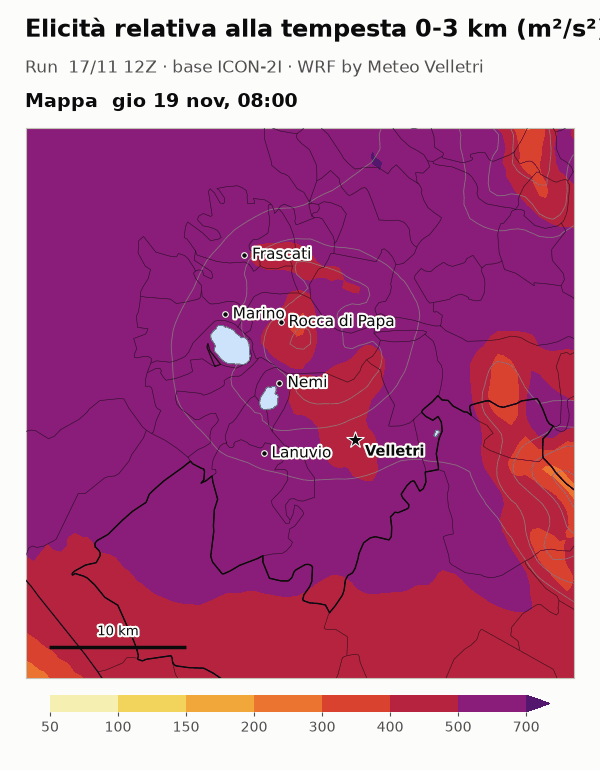 Elicità relativa alla tempesta 0-3 km (m²/s²)
Run  17/11 12Z · base ICON-2I · WRF by Meteo Velletri
Mappa  gio 19 nov, 08:00
Frascati
Marino
Rocca di Papa
Nemi
Velletri
Lanuvio
10 km
50 100 150 200 300 400 500 700